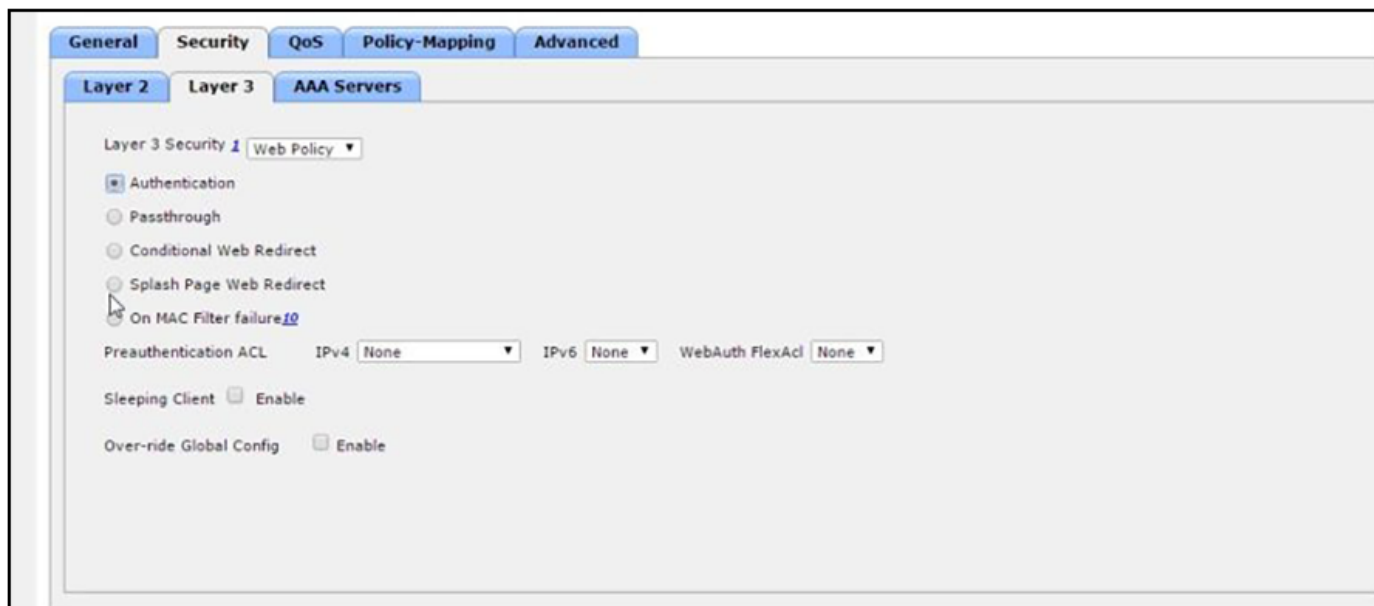 General Security QoS Policy-Mapping Advanced
Layer 2 Layer 3 AAA Servers
Layer 3 Security 1 Web Policy
Authentication
Passthrough
Conditional Web Redirect
Splash Page Web Redirect
On MAC Filter failure10
Preauthentication ACL IPv4 None IPv6 None WebAuth FlexAcl None
Sleeping Client Enable
Over-ride Global Config Enable